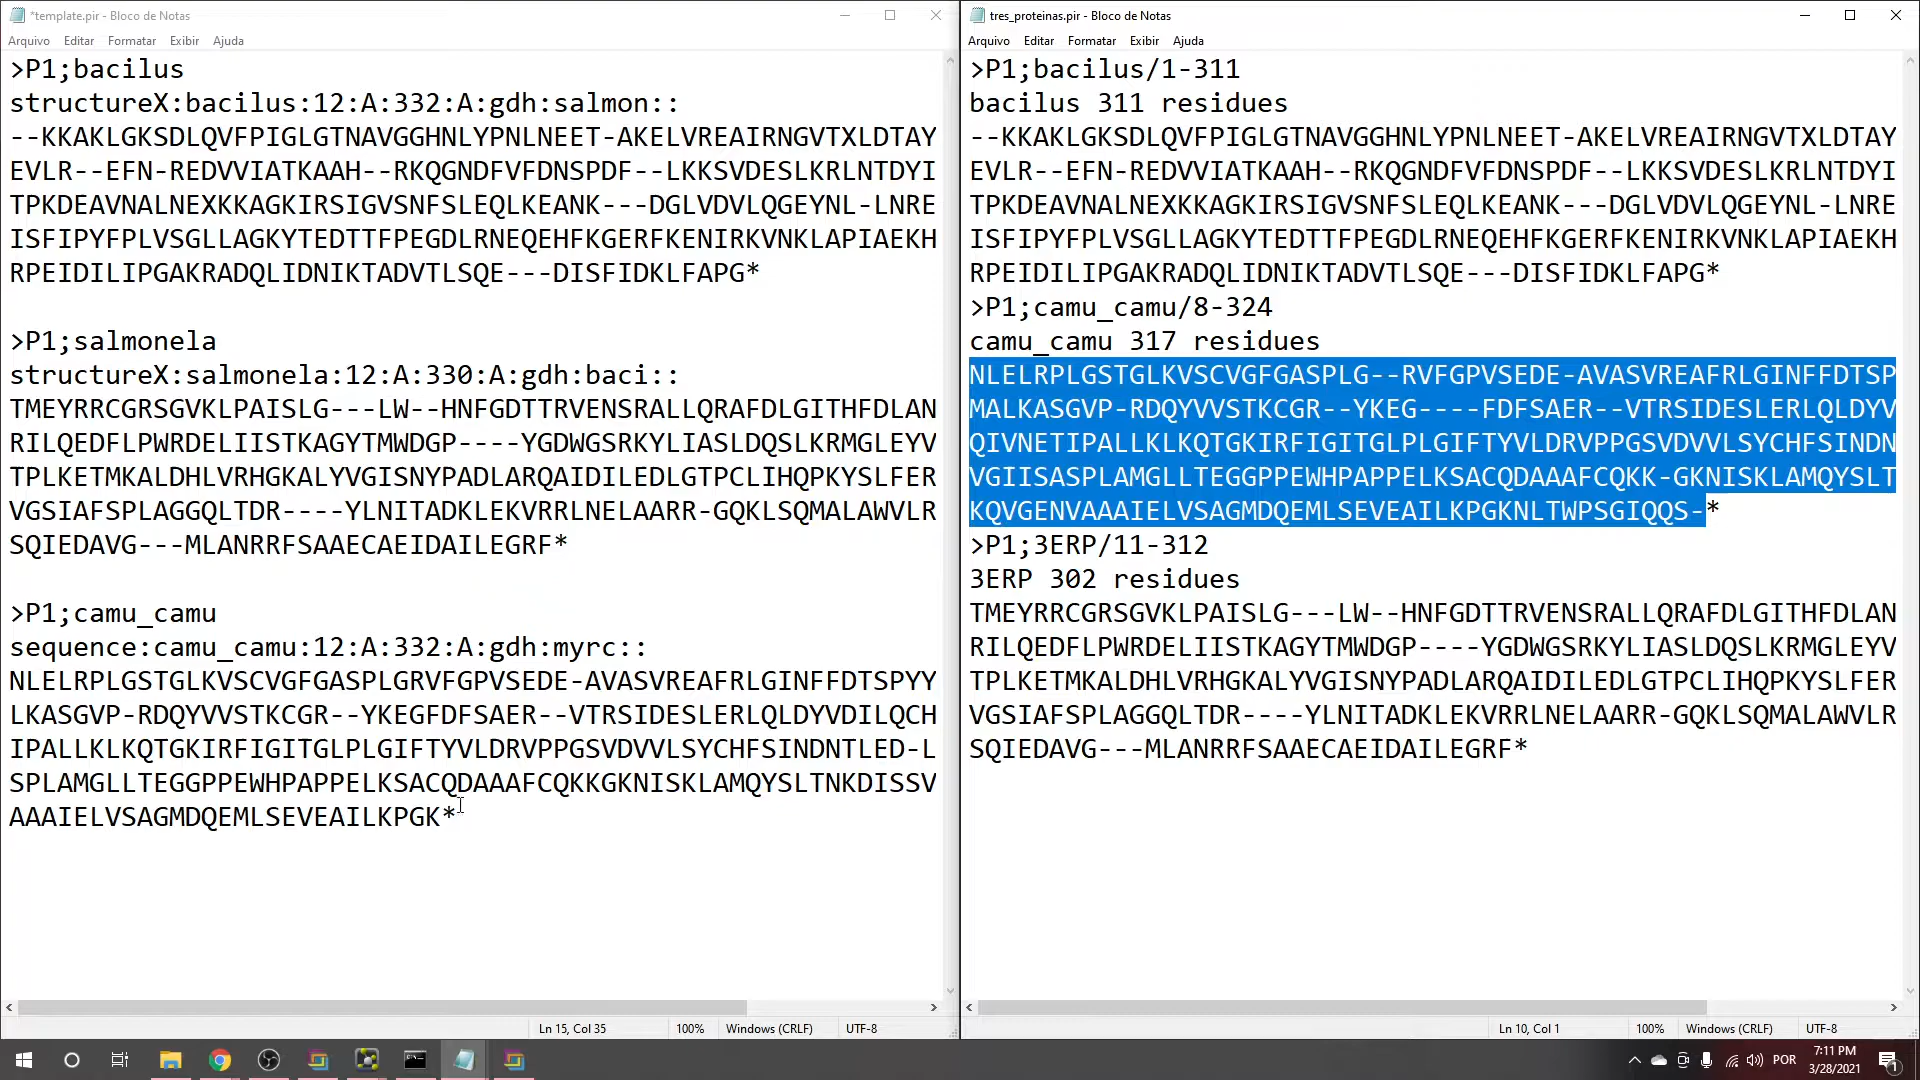 *template.pir - Bloco de Notas
Arquivo Editar Formatar Exibir Ajuda
>P1;bacilus
structureX:bacilus:12:A:332:A:gdh:salmon::
--KKAKLGKSDLQVFPIGLGTNAVGGHNLYPNLNEET-AKELVREAIRNGVTXLDTAY
EVLR--EFN-REDVVIATKAAH--RKQGNDFVFDNSPDF--LKKSVDESLKRLNTDYI
TPKDEAVNALNEXKKAGKIRSIGVSNFSLEQLKEANK---DGLVDVLQGEYNL-LNRE
ISFIPYFPLVSGLLAGKYTEDTTFPEGDLRNEQEHFKGERFKENIRKVNKLAPIAEKH
RPEIDILIPGAKRADQLIDNIKTADVTLSQE---DISFIDKLFAPG*
>P1;salmonela
structureX:salmonela:12:A:330:A:gdh:baci::
TMEYRRCGRSGVKLPAISLG---LW--HNFGDTTRVENSRALLQRAFDLGITHFDLAN
RILQEDFLPWRDELIISTKAGYTMWDGP----YGDWGSRKYLIASLDQSLKRMGLEYV
TPLKETMKALDHLVRHGKALYVGISNYPADLARQAIDILEDLGTPCLIHQPKYSLFER
VGSIAFSPLAGGQLTDR----YLNITADKLEKVRRLNELAARR-GQKLSQMALAWVLR
SQIEDAVG---MLANRRFSAAECAEIDAILEGRF*
>P1;camu_camu
sequence:camu_camu:12:A:332:A:gdh:myrc::
NLELRPLGSTGLKVSCVGFGASPLGRVFGPVSEDE-AVASVREAFRLGINFFDTSPYY
LKASGVP-RDQYVVSTKCGR--YKEGFDFSAER--VTRSIDESLERLQLDYVDILQCH
IPALLKLKQTGKIRFIGITGLPLGIFTYVLDRVPPGSVDVVLSYCHFSINDNTLED-L
SPLAMGLLTEGGPPEWHPAPPELKSACQDAAAFCQKKGKNISKLAMQYSLTNKDISSV
AAAIELVSAGMDQEMLSEVEAILKPGK*
Ln 15, Col 35 100% Windows (CRLF) UTF-8
tres_proteinas.pir - Bloco de Notas
Arquivo Editar Formatar Exibir Ajuda
>P1;bacilus/1-311
bacilus 311 residues
--KKAKLGKSDLQVFPIGLGTNAVGGHNLYPNLNEET-AKELVREAIRNGVTXLDTAY
EVLR--EFN-REDVVIATKAAH--RKQGNDFVFDNSPDF--LKKSVDESLKRLNTDYI
TPKDEAVNALNEXKKAGKIRSIGVSNFSLEQLKEANK---DGLVDVLQGEYNL-LNRE
ISFIPYFPLVSGLLAGKYTEDTTFPEGDLRNEQEHFKGERFKENIRKVNKLAPIAEKH
RPEIDILIPGAKRADQLIDNIKTADVTLSQE---DISFIDKLFAPG*
>P1;camu_camu/8-324
camu_camu 317 residues
NLELRPLGSTGLKVSCVGFGASPLG--RVFGPVSEDE-AVASVREAFRLGINFFDTSP
MALKASGVP-RDQYVVSTKCGR--YKEG----FDFSAER--VTRSIDESLERLQLDYV
QIVNETIPALLKLKQTGKIRFIGITGLPLGIFTYVLDRVPPGSVDVVLSYCHFSINDN
VGIISASPLAMGLLTEGGPPEWHPAPPELKSACQDAAAFCQKK-GKNISKLAMQYSLT
KQVGENVAAAIELVSAGMDQEMLSEVEAILKPGKNLTWPSGIQQS-*
>P1;3ERP/11-312
3ERP 302 residues
TMEYRRCGRSGVKLPAISLG---LW--HNFGDTTRVENSRALLQRAFDLGITHFDLAN
RILQEDFLPWRDELIISTKAGYTMWDGP----YGDWGSRKYLIASLDQSLKRMGLEYV
TPLKETMKALDHLVRHGKALYVGISNYPADLARQAIDILEDLGTPCLIHQPKYSLFER
VGSIAFSPLAGGQLTDR----YLNITADKLEKVRRLNELAARR-GQKLSQMALAWVLR
SQIEDAVG---MLANRRFSAAECAEIDAILEGRF*
Ln 10, Col 1 100% Windows (CRLF) UTF-8
POR
7:11 PM
3/28/2021
1